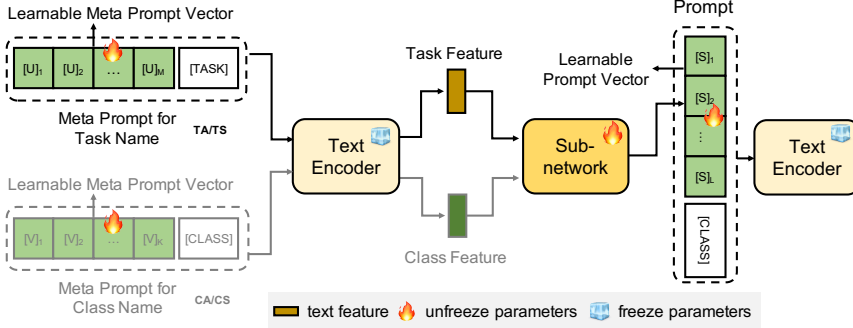 Learnable Meta Prompt Vector
[U]₁ [U]₂ ... [U]M [TASK]
Meta Prompt for
Task Name
TA/TS
Learnable Meta Prompt Vector
[V]₁ [V]₂ ... [V]K [CLASS]
Meta Prompt for
Class Name
CA/CS
Text
Encoder
Task Feature
Class Feature
Sub-
network
Learnable
Prompt Vector
Prompt
[S]₁
[S]₂
⋮
[S]L
[CLASS]
Text
Encoder
text feature unfreeze parameters freeze parameters